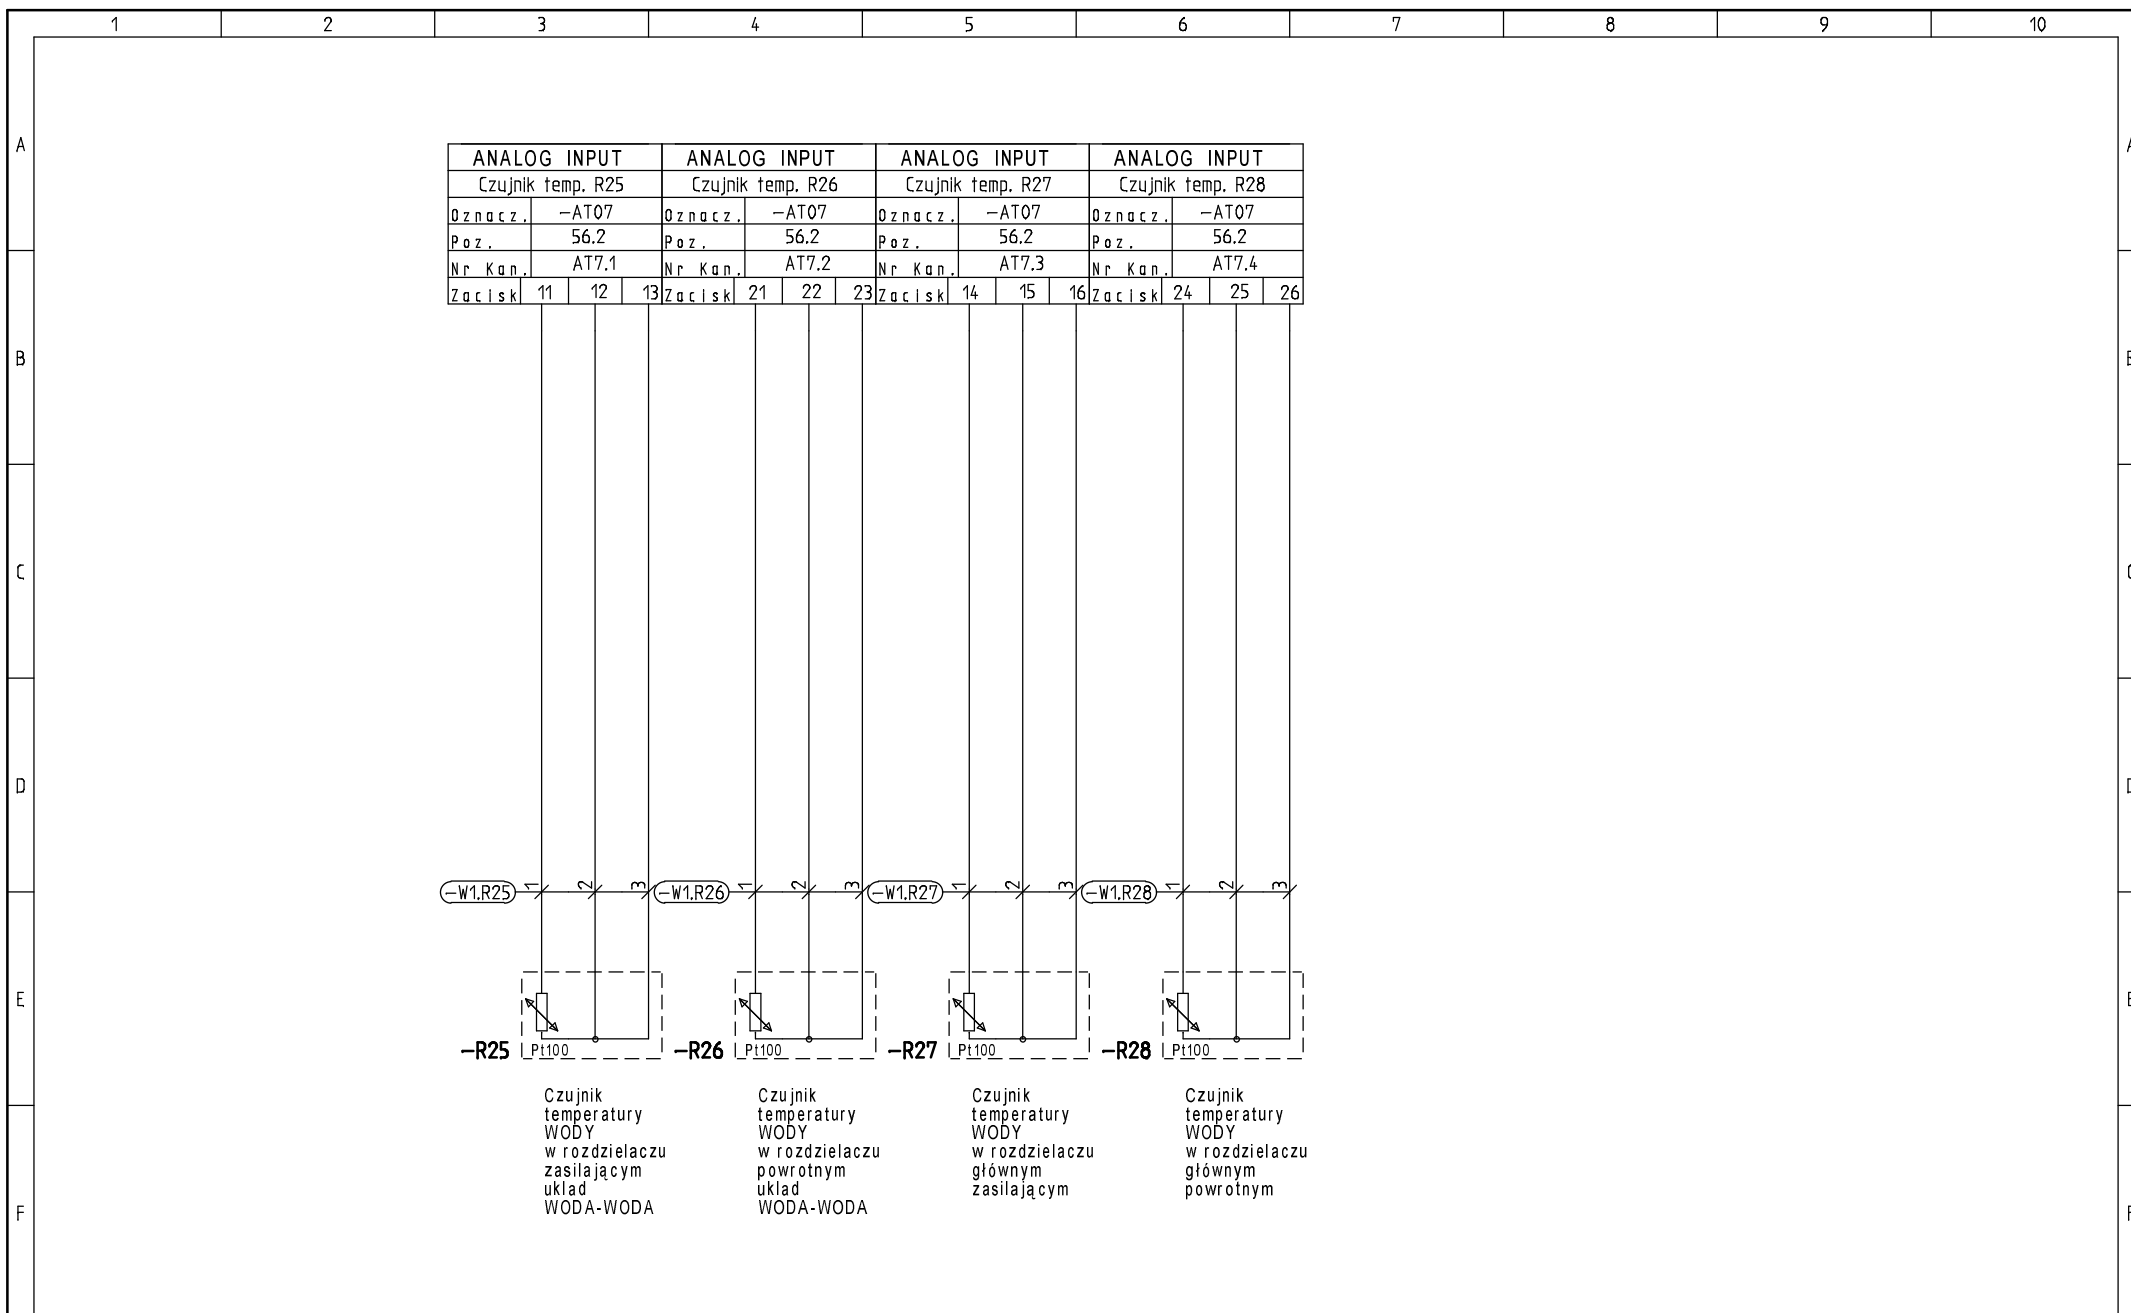 1 2 3 4 5 6 7 8 9 10
A A
ANALOG INPUT ANALOG INPUT ANALOG INPUT ANALOG INPUT
Czujnik temp. R25 Czujnik temp. R26 Czujnik temp. R27 Czujnik temp. R28
Oznacz. -AT07 Oznacz. -AT07 Oznacz. -AT07 Oznacz. -AT07
Poz. 56.2 Poz. 56.2 Poz. 56.2 Poz. 56.2
Nr Kan. AT7.1 Nr Kan. AT7.2 Nr Kan. AT7.3 Nr Kan. AT7.4
Zacisk 11 12 13 Zacisk 21 22 23 Zacisk 14 15 16 Zacisk 24 25 26
B
C
D
-W1.R25 1 2 3 -W1.R26 1 2 3 -W1.R27 1 2 3 -W1.R28 1 2 3
E
-R25 Pt100 -R26 Pt100 -R27 Pt100 -R28 Pt100
Czujnik
temperatury
WODY
w rozdzielaczu
zasilającym
uklad
WODA-WODA
Czujnik
temperatury
WODY
w rozdzielaczu
powrotnym
uklad
WODA-WODA
Czujnik
temperatury
WODY
w rozdzielaczu
głównym
zasilającym
Czujnik
temperatury
WODY
w rozdzielaczu
głównym
powrotnym
F